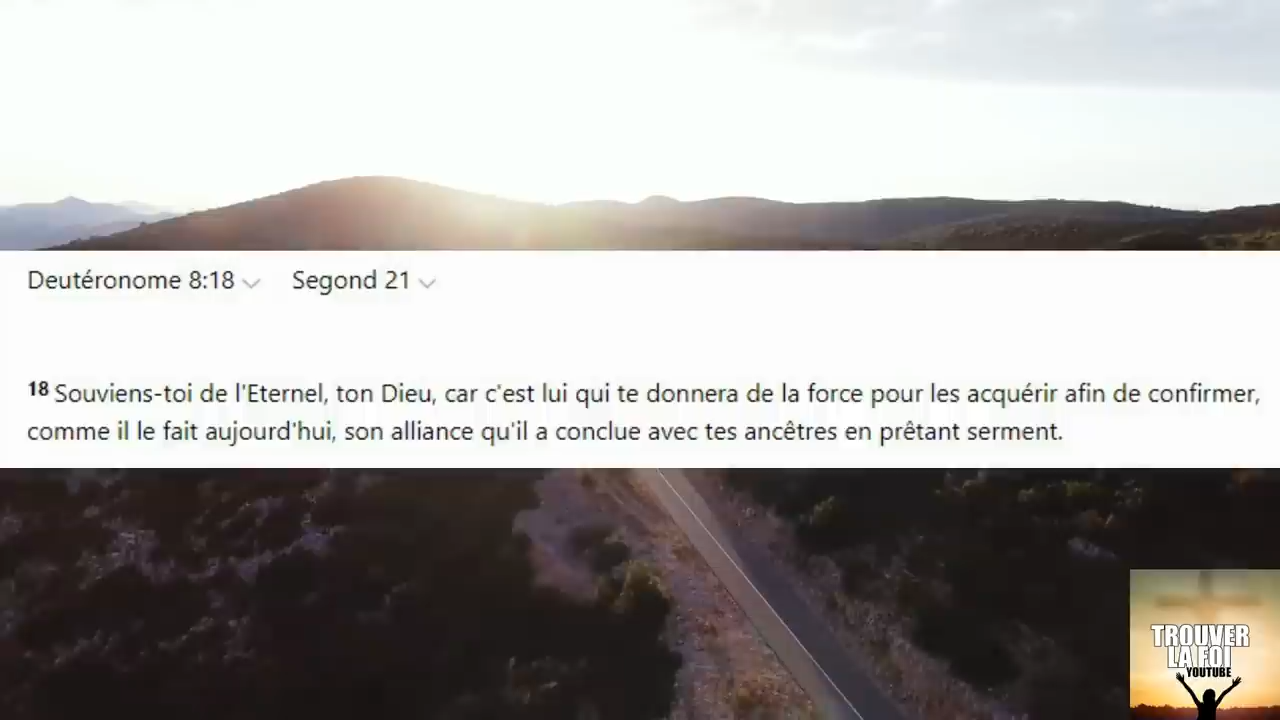 Deutéronome 8:18 Segond 21
18 Souviens-toi de l'Eternel, ton Dieu, car c'est lui qui te donnera de la force pour les acquérir afin de confirmer,
comme il le fait aujourd'hui, son alliance qu'il a conclue avec tes ancêtres en prêtant serment.
TROUVER
LA FOI
YOUTUBE